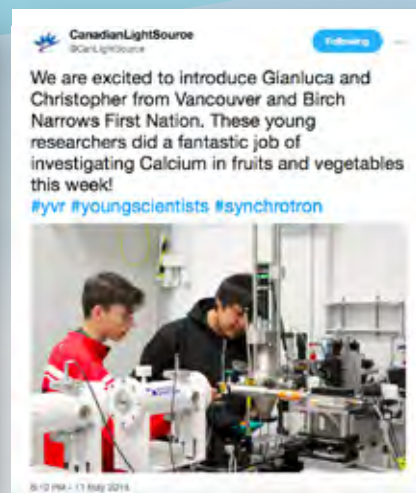 CanadianLightSource
@CanLightSource
Following
We are excited to introduce Gianluca and
Christopher from Vancouver and Birch
Narrows First Nation. These young
researchers did a fantastic job of
investigating Calcium in fruits and vegetables
this week!
#yvr #youngscientists #synchrotron